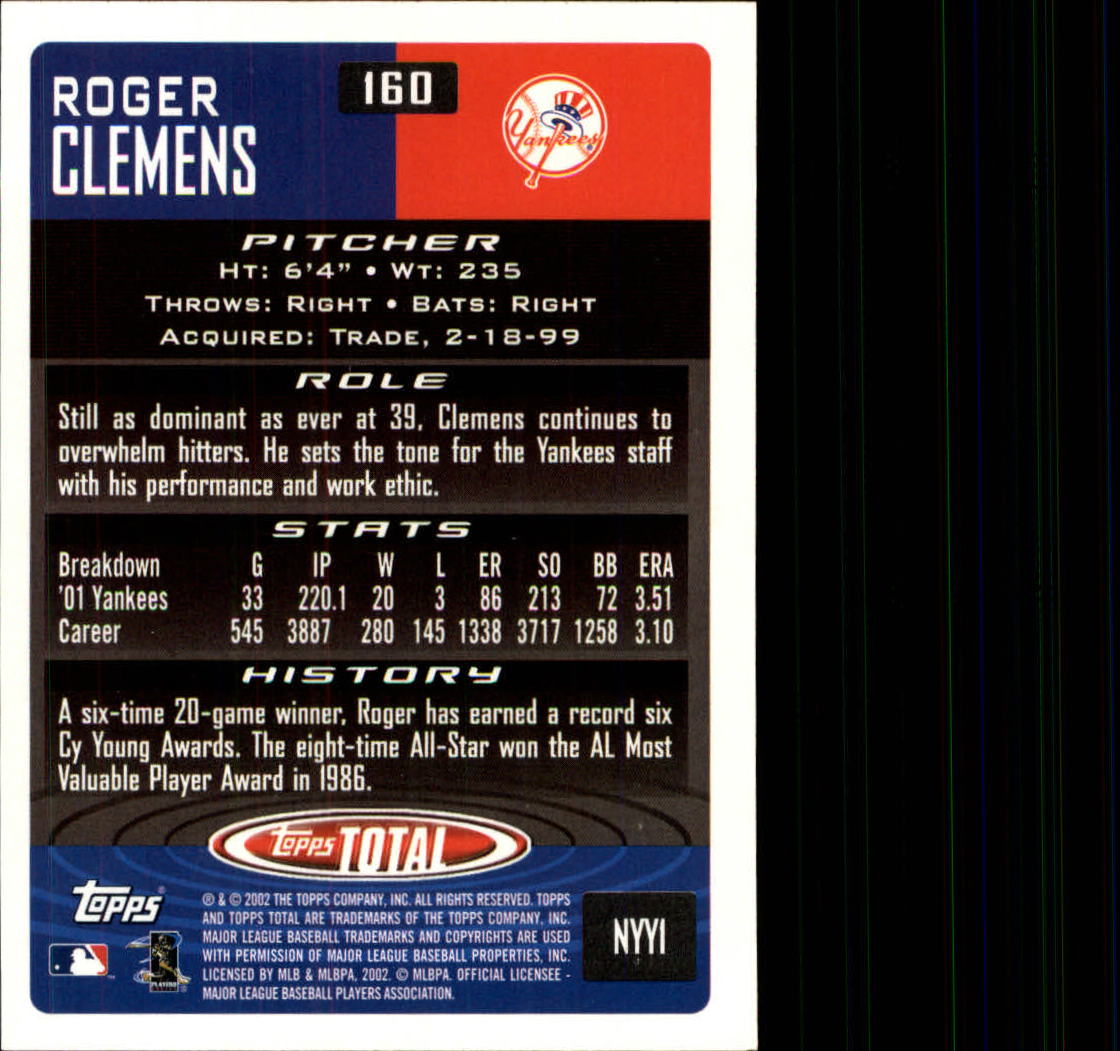 ROGER
CLEMENS
160
Yankees
PITCHER
HT: 6'4" • WT: 235
THROWS: RIGHT • BATS: RIGHT
ACQUIRED: TRADE, 2-18-99
ROLE
Still as dominant as ever at 39, Clemens continues to
overwhelm hitters. He sets the tone for the Yankees staff
with his performance and work ethic.
STATS
Breakdown G IP W L ER SO BB ERA
'01 Yankees 33 220.1 20 3 86 213 72 3.51
Career 545 3887 280 145 1338 3717 1258 3.10
HISTORY
A six-time 20-game winner, Roger has earned a record six
Cy Young Awards. The eight-time All-Star won the AL Most
Valuable Player Award in 1986.
Topps TOTAL
Topps®
® & © 2002 THE TOPPS COMPANY, INC. ALL RIGHTS RESERVED. TOPPS
AND TOPPS TOTAL ARE TRADEMARKS OF THE TOPPS COMPANY, INC.
MAJOR LEAGUE BASEBALL TRADEMARKS AND COPYRIGHTS ARE USED
WITH PERMISSION OF MAJOR LEAGUE BASEBALL PROPERTIES, INC.
LICENSED BY MLB & MLBPA, 2002. © MLBPA. OFFICIAL LICENSEE -
MAJOR LEAGUE BASEBALL PLAYERS ASSOCIATION.
PLAYERS
NYY1